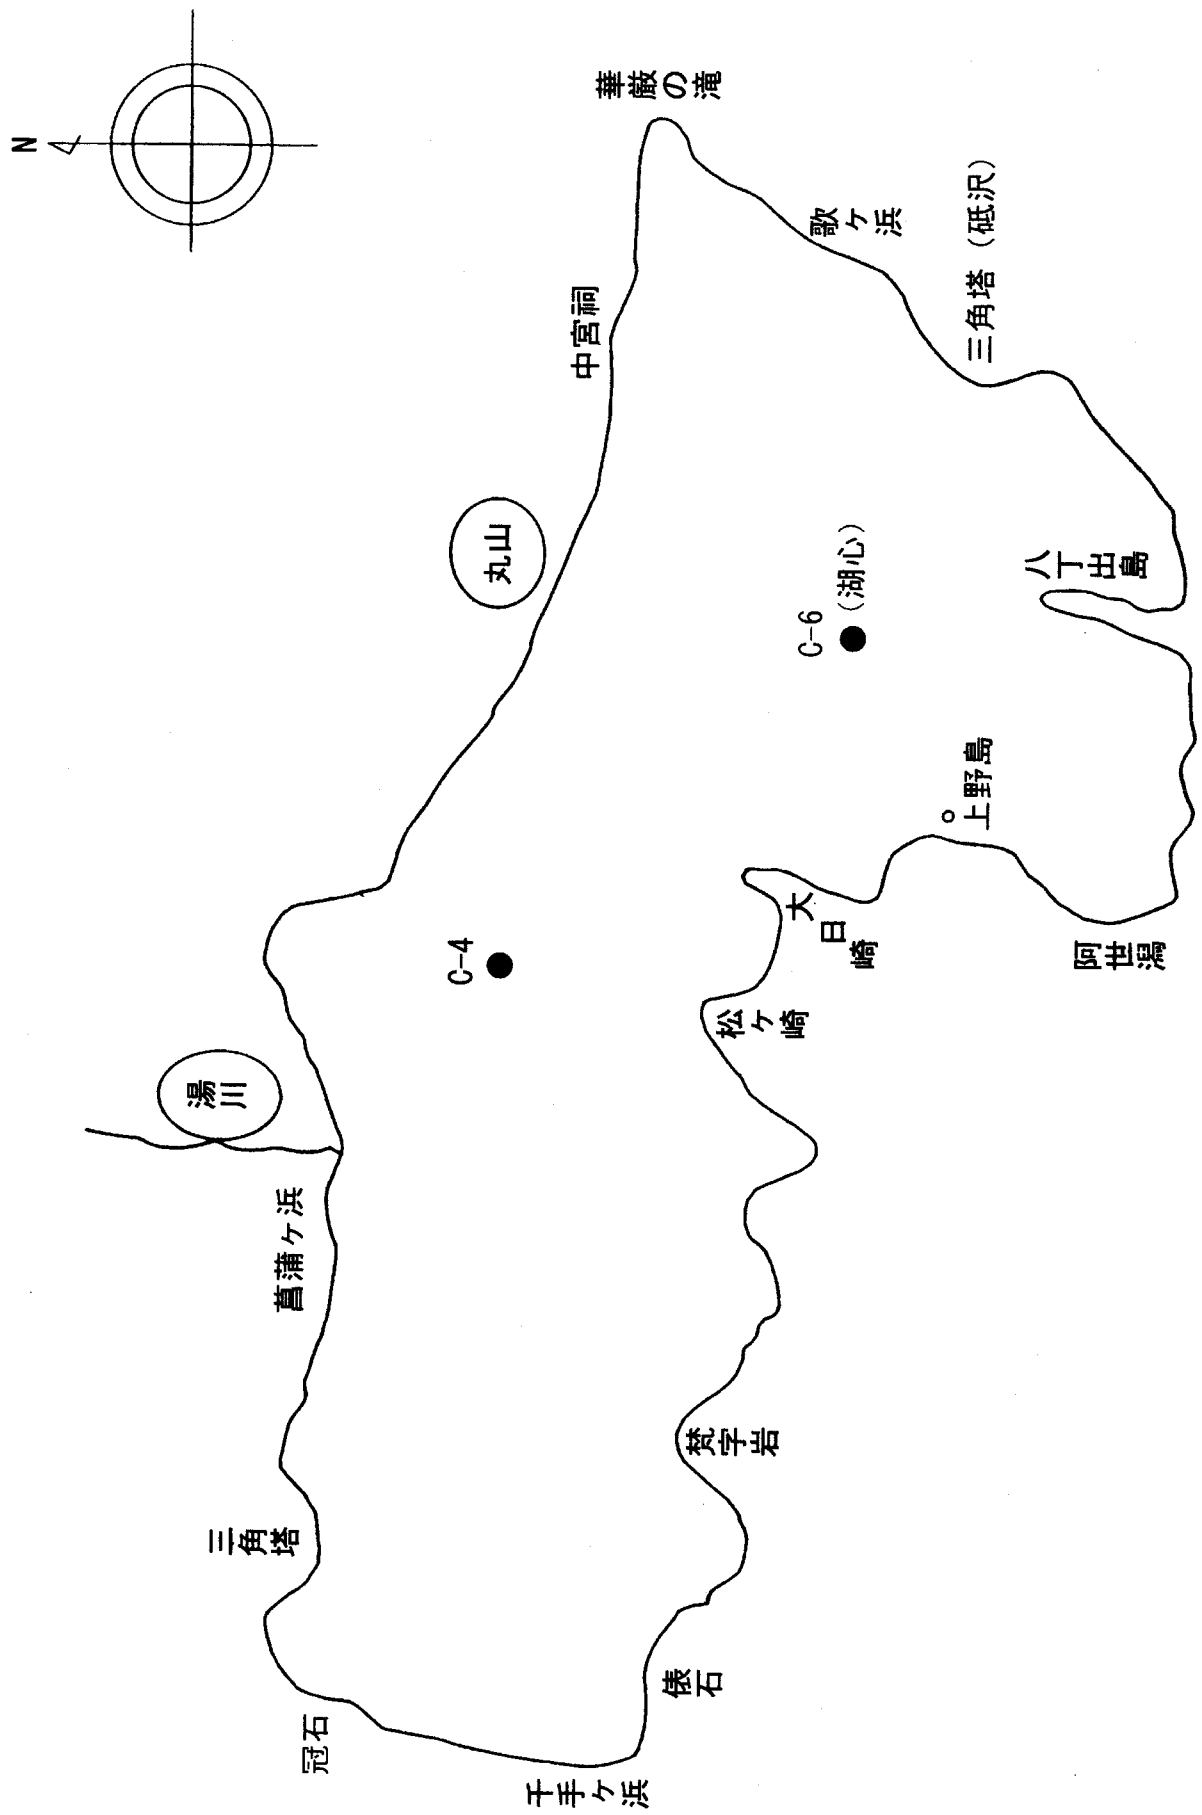 N
華厳の滝
歌ヶ浜
三角塔（砥沢）
中宮祠
丸山
八丁出島
C-6
（湖心）
上野島
大日崎
阿世潟
C-4
松ヶ崎
湯川
菖蒲ヶ浜
梵字岩
三角塔
俵石
冠石
千手ヶ浜